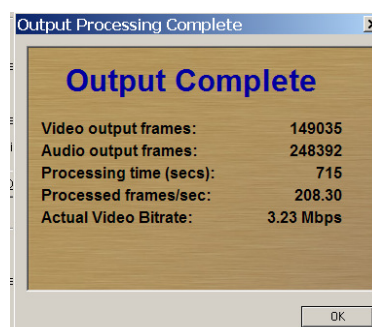 Output Processing Complete
Output Complete
Video output frames: 149035
Audio output frames: 248392
Processing time (secs): 715
Processed frames/sec: 208.30
Actual Video Bitrate: 3.23 Mbps
OK